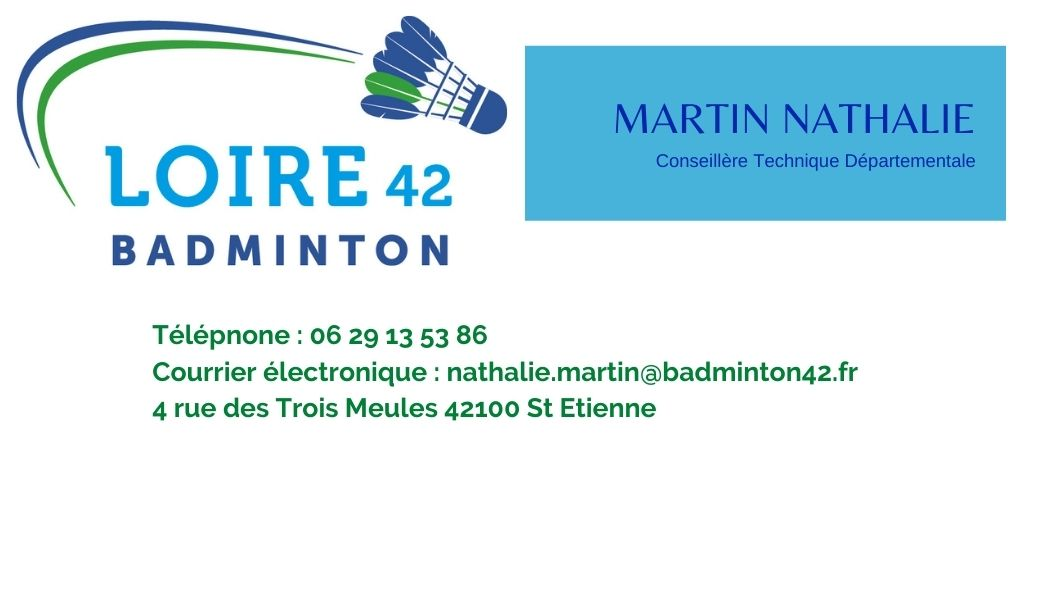 LOIRE 42
BADMINTON
MARTIN NATHALIE
Conseillère Technique Départementale
Télépnone : 06 29 13 53 86
Courrier électronique : nathalie.martin@badminton42.fr
4 rue des Trois Meules 42100 St Etienne